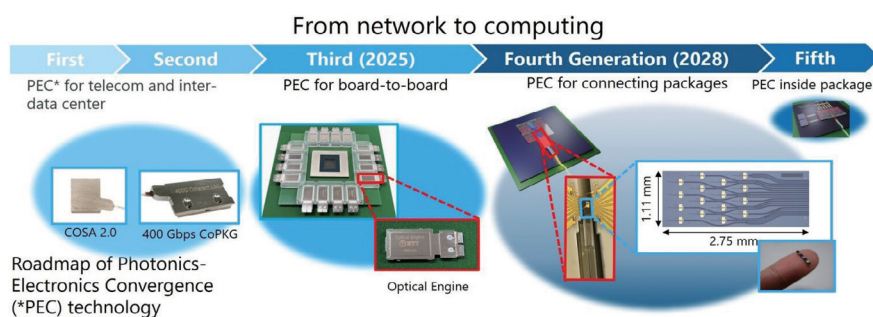 From network to computing
First
Second
Third (2025)
Fourth Generation (2028)
Fifth
PEC* for telecom and inter-
data center
PEC for board-to-board
PEC for connecting packages
PEC inside package
COSA 2.0
400 Gbps CoPKG
Optical Engine
NTT
1.11 mm
2.75 mm
Roadmap of Photonics-
Electronics Convergence
(*PEC) technology